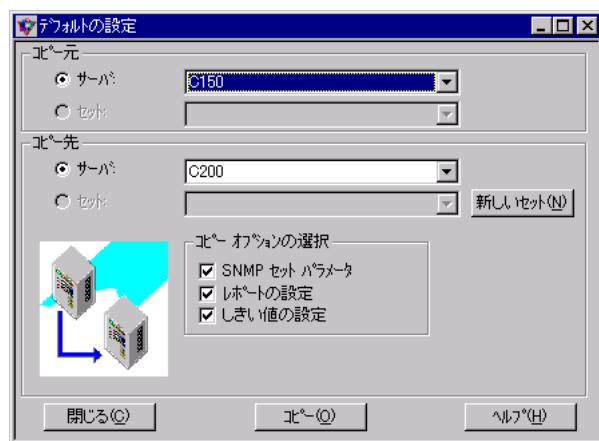 デフォルトの設定
コピー元
サーバ:
C150
セット:
コピー先
サーバ:
C200
セット:
新しいセット(N)
コピー オプションの選択
SNMP セット パラメータ
レポートの設定
しきい値の設定
閉じる(C)
コピー(O)
ヘルプ(H)